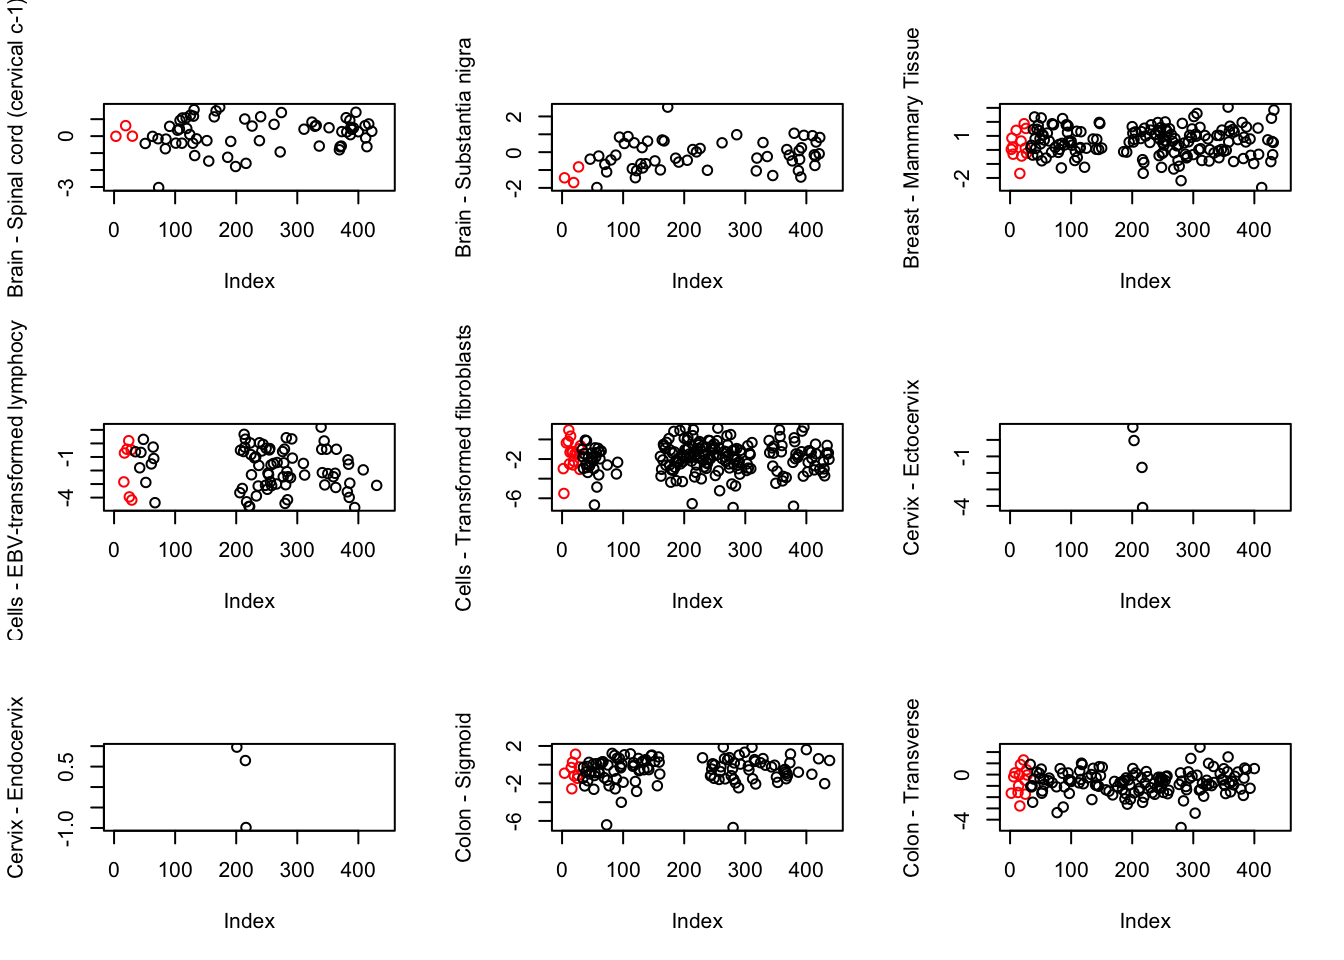 Brain - Spinal cord (cervical c-1)
0
-3
0 100 200 300 400
Index
Brain - Substantia nigra
2
0
-2
0 100 200 300 400
Index
Breast - Mammary Tissue
1
-2
0 100 200 300 400
Index
Cells - EBV-transformed lymphocy
-1
-4
0 100 200 300 400
Index
Cells - Transformed fibroblasts
-2
-6
0 100 200 300 400
Index
Cervix - Ectocervix
-1
-4
0 100 200 300 400
Index
Cervix - Endocervix
0.5
-1.0
0 100 200 300 400
Index
Colon - Sigmoid
2
-2
-6
0 100 200 300 400
Index
Colon - Transverse
0
-4
0 100 200 300 400
Index